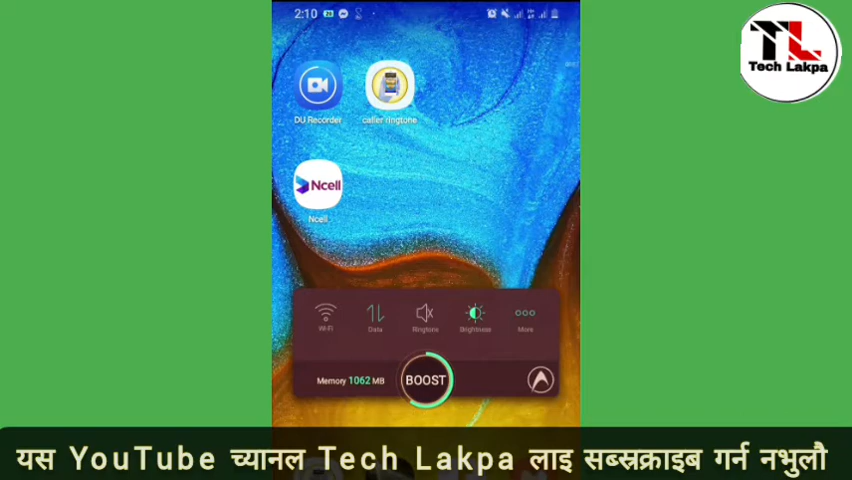 2:10
TL
Tech Lakpa
DU Recorder
caller ringtone
Ncell
Ncell
Wi-Fi
Data
Ringtone
Brightness
More
Memory 1062 MB
BOOST
यस YouTube च्यानल Tech Lakpa लाइ सब्स्रक्राइब गर्न नभुलौ